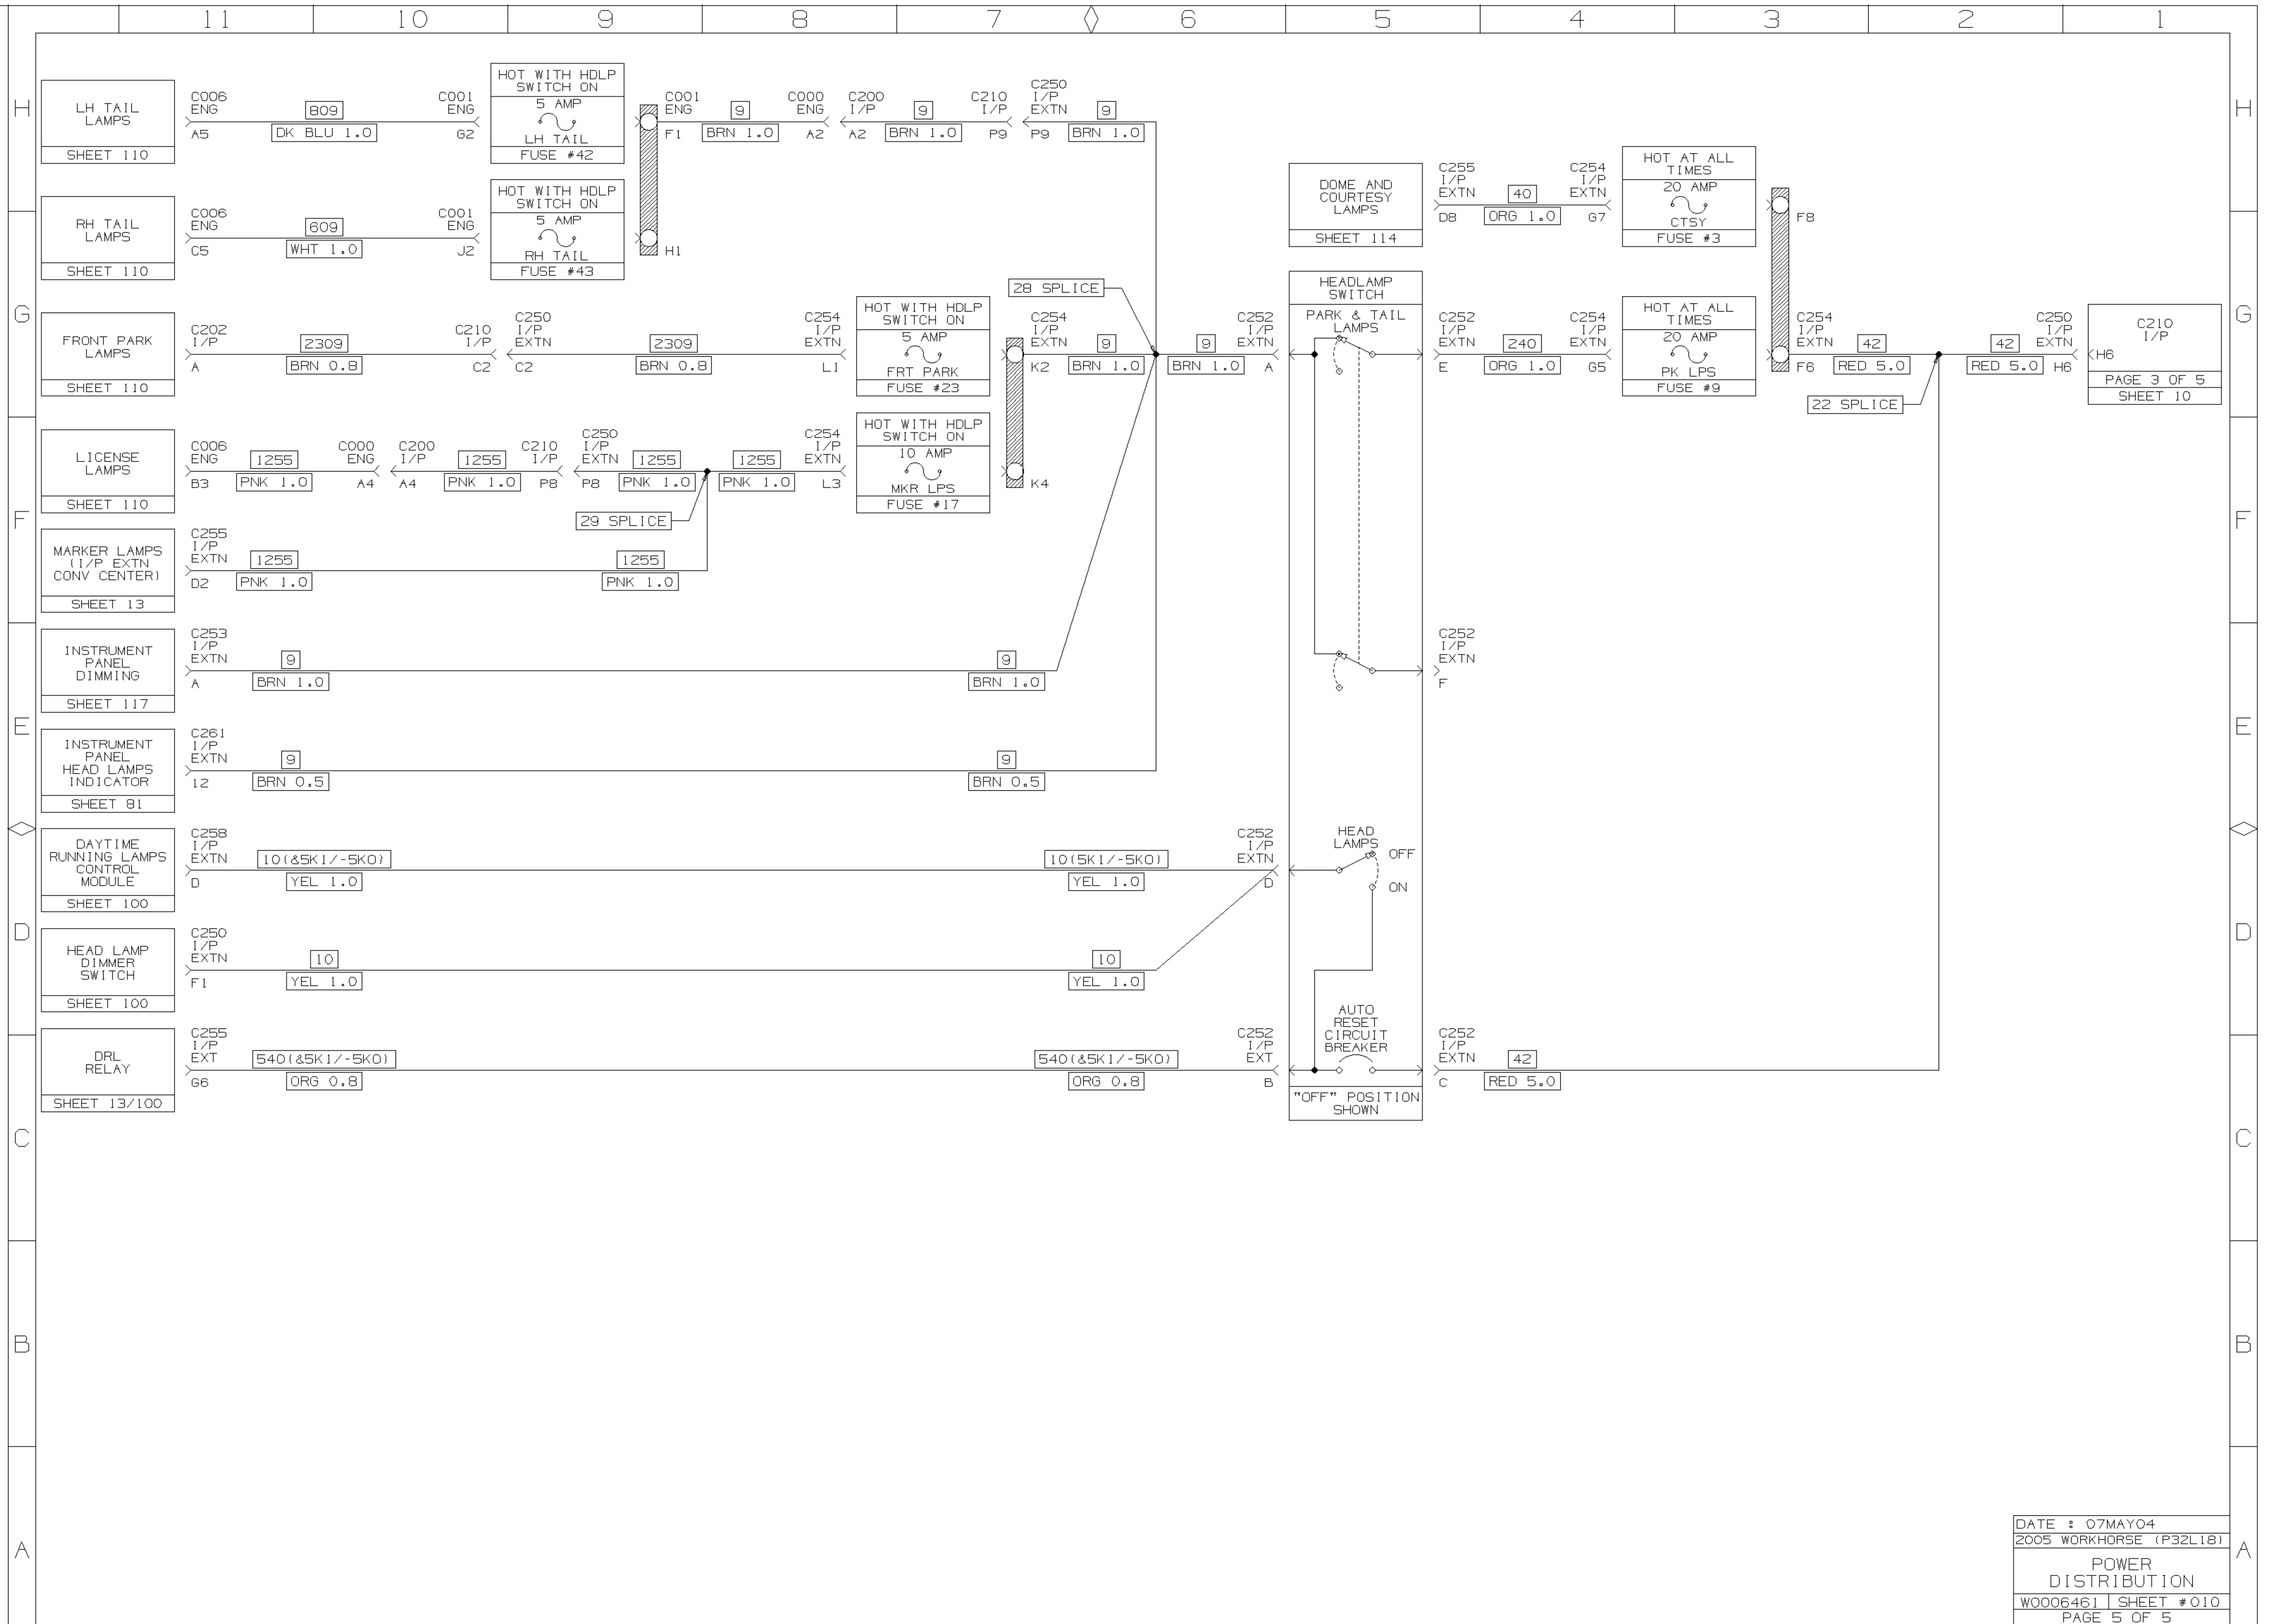 11 10 9 8 7 6 5 4 3 2 1
H
LH TAIL
LAMPS
SHEET 110
C006
ENG
A5
809
DK BLU 1.0
C001
ENG
G2
HOT WITH HDLP
SWITCH ON
5 AMP
LH TAIL
FUSE #42
C001
ENG
F1
9
BRN 1.0
C000
ENG
A2
C200
I/P
A2
9
BRN 1.0
C210
I/P
P9
C250
I/P
EXTN
P9
9
BRN 1.0
H
DOME AND
COURTESY
LAMPS
SHEET 114
C255
I/P
EXTN
D8
40
ORG 1.0
C254
I/P
EXTN
G7
HOT AT ALL
TIMES
20 AMP
CTSY
FUSE #3
F8
RH TAIL
LAMPS
SHEET 110
C006
ENG
C5
609
WHT 1.0
C001
ENG
J2
HOT WITH HDLP
SWITCH ON
5 AMP
RH TAIL
FUSE #43
H1
G
FRONT PARK
LAMPS
SHEET 110
C202
I/P
A
2309
BRN 0.8
C210
I/P
C2
C250
I/P
EXTN
C2
2309
BRN 0.8
C254
I/P
EXTN
L1
HOT WITH HDLP
SWITCH ON
5 AMP
FRT PARK
FUSE #23
C254
I/P
EXTN
K2
9
BRN 1.0
28 SPLICE
9
BRN 1.0
C252
I/P
EXTN
A
HEADLAMP
SWITCH
PARK & TAIL
LAMPS
C252
I/P
EXTN
E
240
ORG 1.0
C254
I/P
EXTN
G5
HOT AT ALL
TIMES
20 AMP
PK LPS
FUSE #9
C254
I/P
EXTN
F6
42
RED 5.0
22 SPLICE
42
RED 5.0
C250
I/P
EXTN
H6
C210
I/P
H6
PAGE 3 OF 5
SHEET 10
G
LICENSE
LAMPS
SHEET 110
C006
ENG
B3
1255
PNK 1.0
C000
ENG
A4
C200
I/P
A4
1255
PNK 1.0
C210
I/P
P8
C250
I/P
EXTN
P8
1255
PNK 1.0
1255
PNK 1.0
C254
I/P
EXTN
L3
HOT WITH HDLP
SWITCH ON
10 AMP
MKR LPS
FUSE #17
K4
29 SPLICE
F
F
MARKER LAMPS
(I/P EXTN
CONV CENTER)
SHEET 13
C255
I/P
EXTN
D2
1255
PNK 1.0
1255
PNK 1.0
INSTRUMENT
PANEL
DIMMING
SHEET 117
C253
I/P
EXTN
A
9
BRN 1.0
9
BRN 1.0
C252
I/P
EXTN
F
E
E
INSTRUMENT
PANEL
HEAD LAMPS
INDICATOR
SHEET 81
C261
I/P
EXTN
12
9
BRN 0.5
9
BRN 0.5
DAYTIME
RUNNING LAMPS
CONTROL
MODULE
SHEET 100
C258
I/P
EXTN
D
10(&5K1/-5K0)
YEL 1.0
10(5K1/-5K0)
YEL 1.0
C252
I/P
EXTN
D
HEAD
LAMPS
OFF
ON
D
D
HEAD LAMP
DIMMER
SWITCH
SHEET 100
C250
I/P
EXTN
F1
10
YEL 1.0
10
YEL 1.0
DRL
RELAY
SHEET 13/100
C255
I/P
EXT
G6
540(&5K1/-5K0)
ORG 0.8
540(&5K1/-5K0)
ORG 0.8
C252
I/P
EXT
B
AUTO
RESET
CIRCUIT
BREAKER
"OFF" POSITION
SHOWN
C252
I/P
EXTN
C
42
RED 5.0
C
C
B
B
A
A
DATE : 07MAY04
2005 WORKHORSE (P32L18)
POWER
DISTRIBUTION
W0006461 SHEET #010
PAGE 5 OF 5